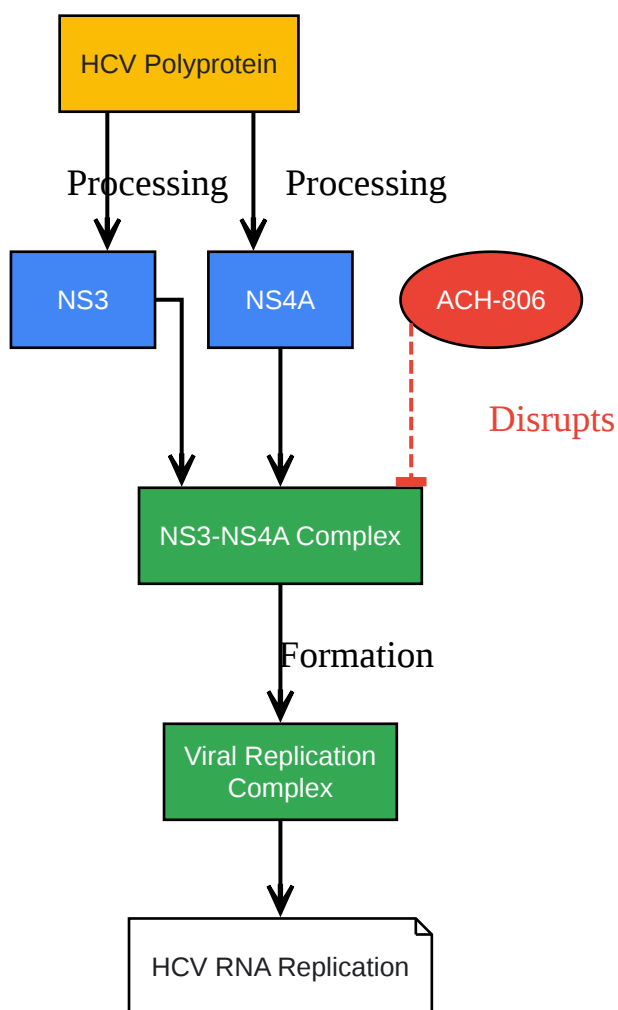 HCV Polyprotein
Processing
Processing
NS3
NS4A
ACH-806
Disrupts
NS3-NS4A Complex
Formation
Viral Replication
Complex
HCV RNA Replication